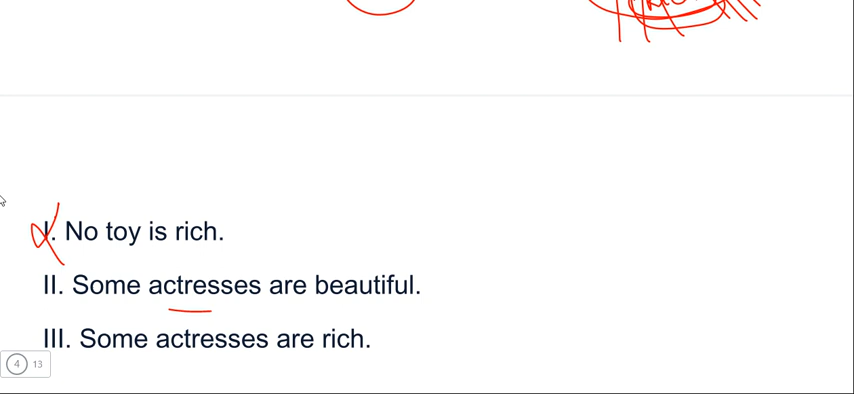 I. No toy is rich.
II. Some actresses are beautiful.
III. Some actresses are rich.
4 13